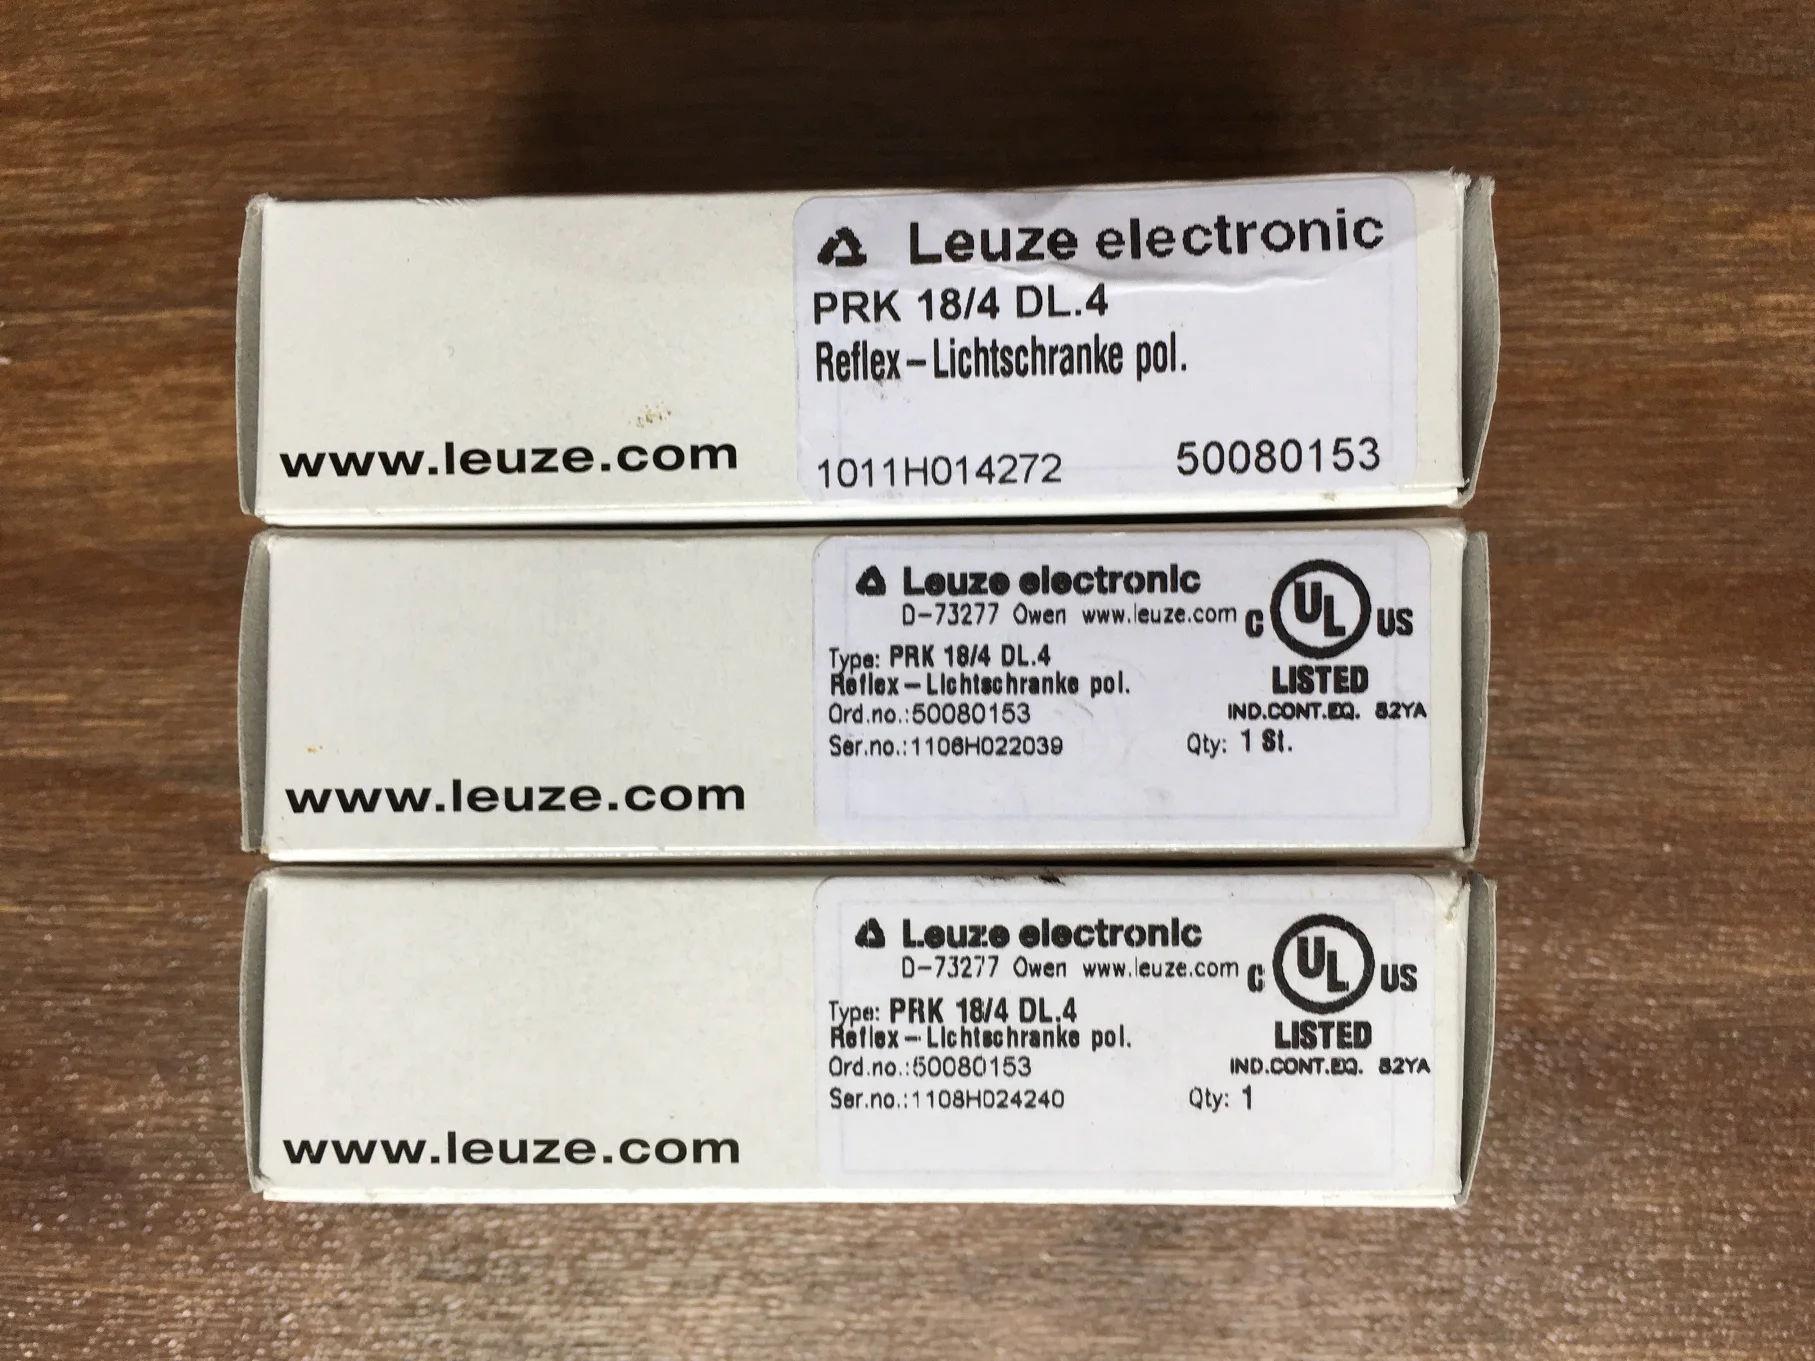 Leuze electronic
PRK 18/4 DL.4
Reflex-Lichtschranke pol.
www.leuze.com
1011H014272 50080153
Leuze electronic
D-73277 Owen www.leuze.com
C UL US
LISTED
IND.CONT.EQ. 82YA
Type: PRK 18/4 DL.4
Reflex-Lichtschranke pol.
Ord.no.:50080153
Ser.no.:1106H022039 Qty: 1 St.
www.leuze.com
Leuze electronic
D-73277 Owen www.leuze.com
C UL US
LISTED
IND.CONT.EQ. 82YA
Type: PRK 18/4 DL.4
Reflex-Lichtschranke pol.
Ord.no.:50080153
Ser.no.:1108H024240 Qty: 1
www.leuze.com